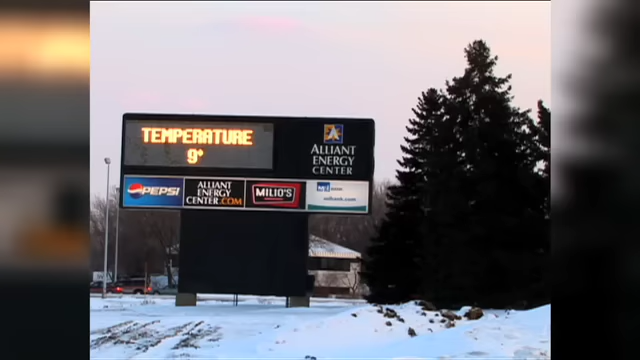 TEMPERATURE
9°
ALLIANT
ENERGY
CENTER
PEPSI
ALLIANT
ENERGY
CENTER.COM
MILIO'S